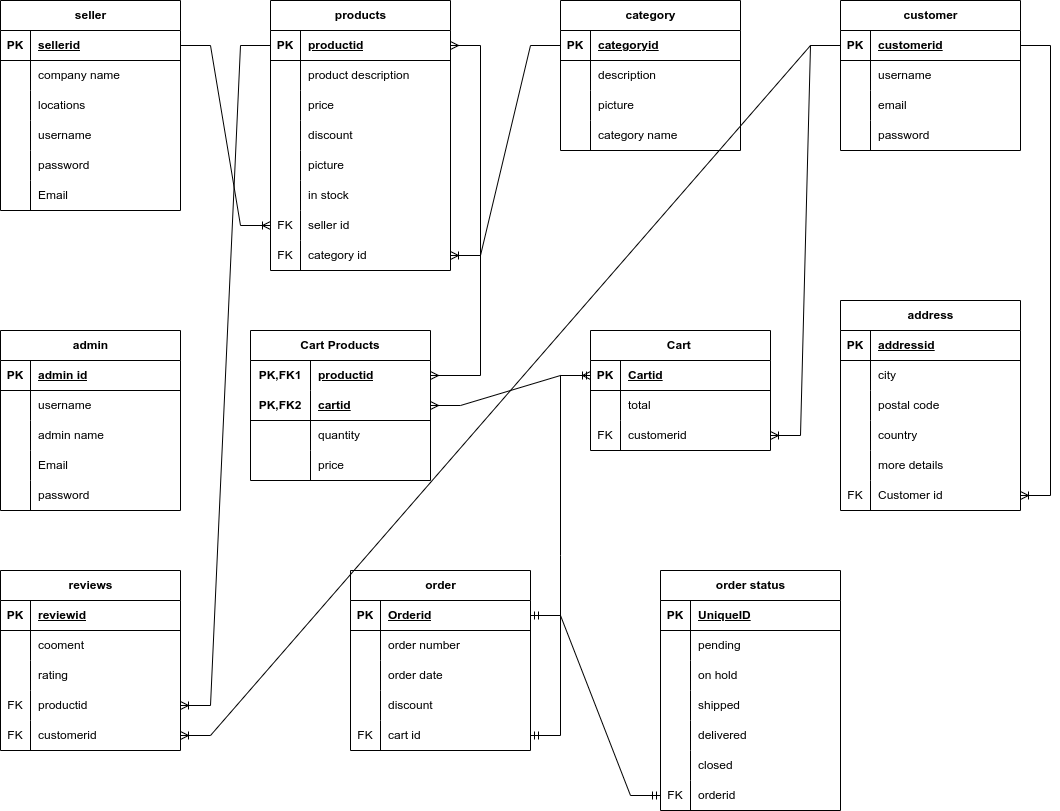 seller
PK sellerid
company name
locations
username
password
Email
products
PK productid
product description
price
discount
picture
in stock
FK seller id
FK category id
category
PK categoryid
description
picture
category name
customer
PK customerid
username
email
password
admin
PK admin id
username
admin name
Email
password
Cart Products
PK,FK1 productid
PK,FK2 cartid
quantity
price
Cart
PK Cartid
total
FK customerid
address
PK addressid
city
postal code
country
more details
FK Customer id
reviews
PK reviewid
cooment
rating
FK productid
FK customerid
order
PK Orderid
order number
order date
discount
FK cart id
order status
PK UniqueID
pending
on hold
shipped
delivered
closed
FK orderid